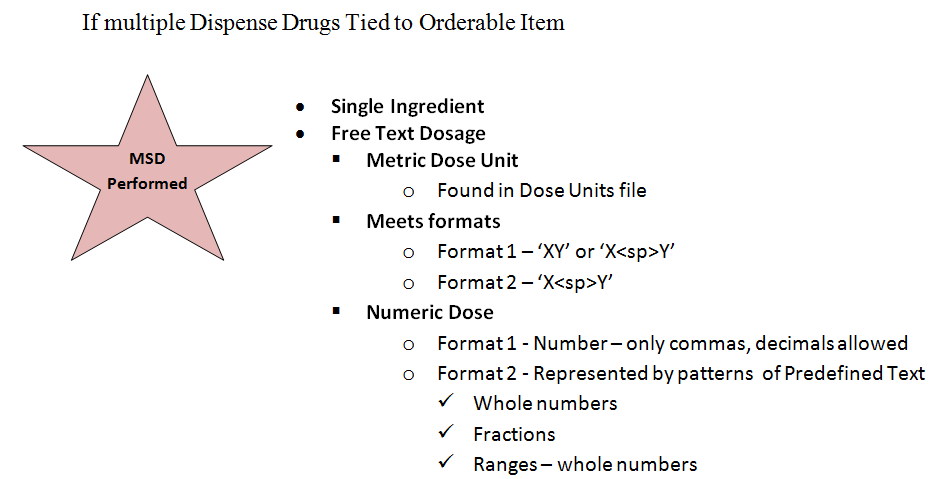 If multiple Dispense Drugs Tied to Orderable Item
MSD
Performed
• Single Ingredient
• Free Text Dosage
▪ Metric Dose Unit
o Found in Dose Units file
▪ Meets formats
o Format 1 – ‘XY’ or ‘X<sp>Y’
o Format 2 – ‘X<sp>Y’
▪ Numeric Dose
o Format 1 - Number – only commas, decimals allowed
o Format 2 - Represented by patterns of Predefined Text
✓ Whole numbers
✓ Fractions
✓ Ranges – whole numbers